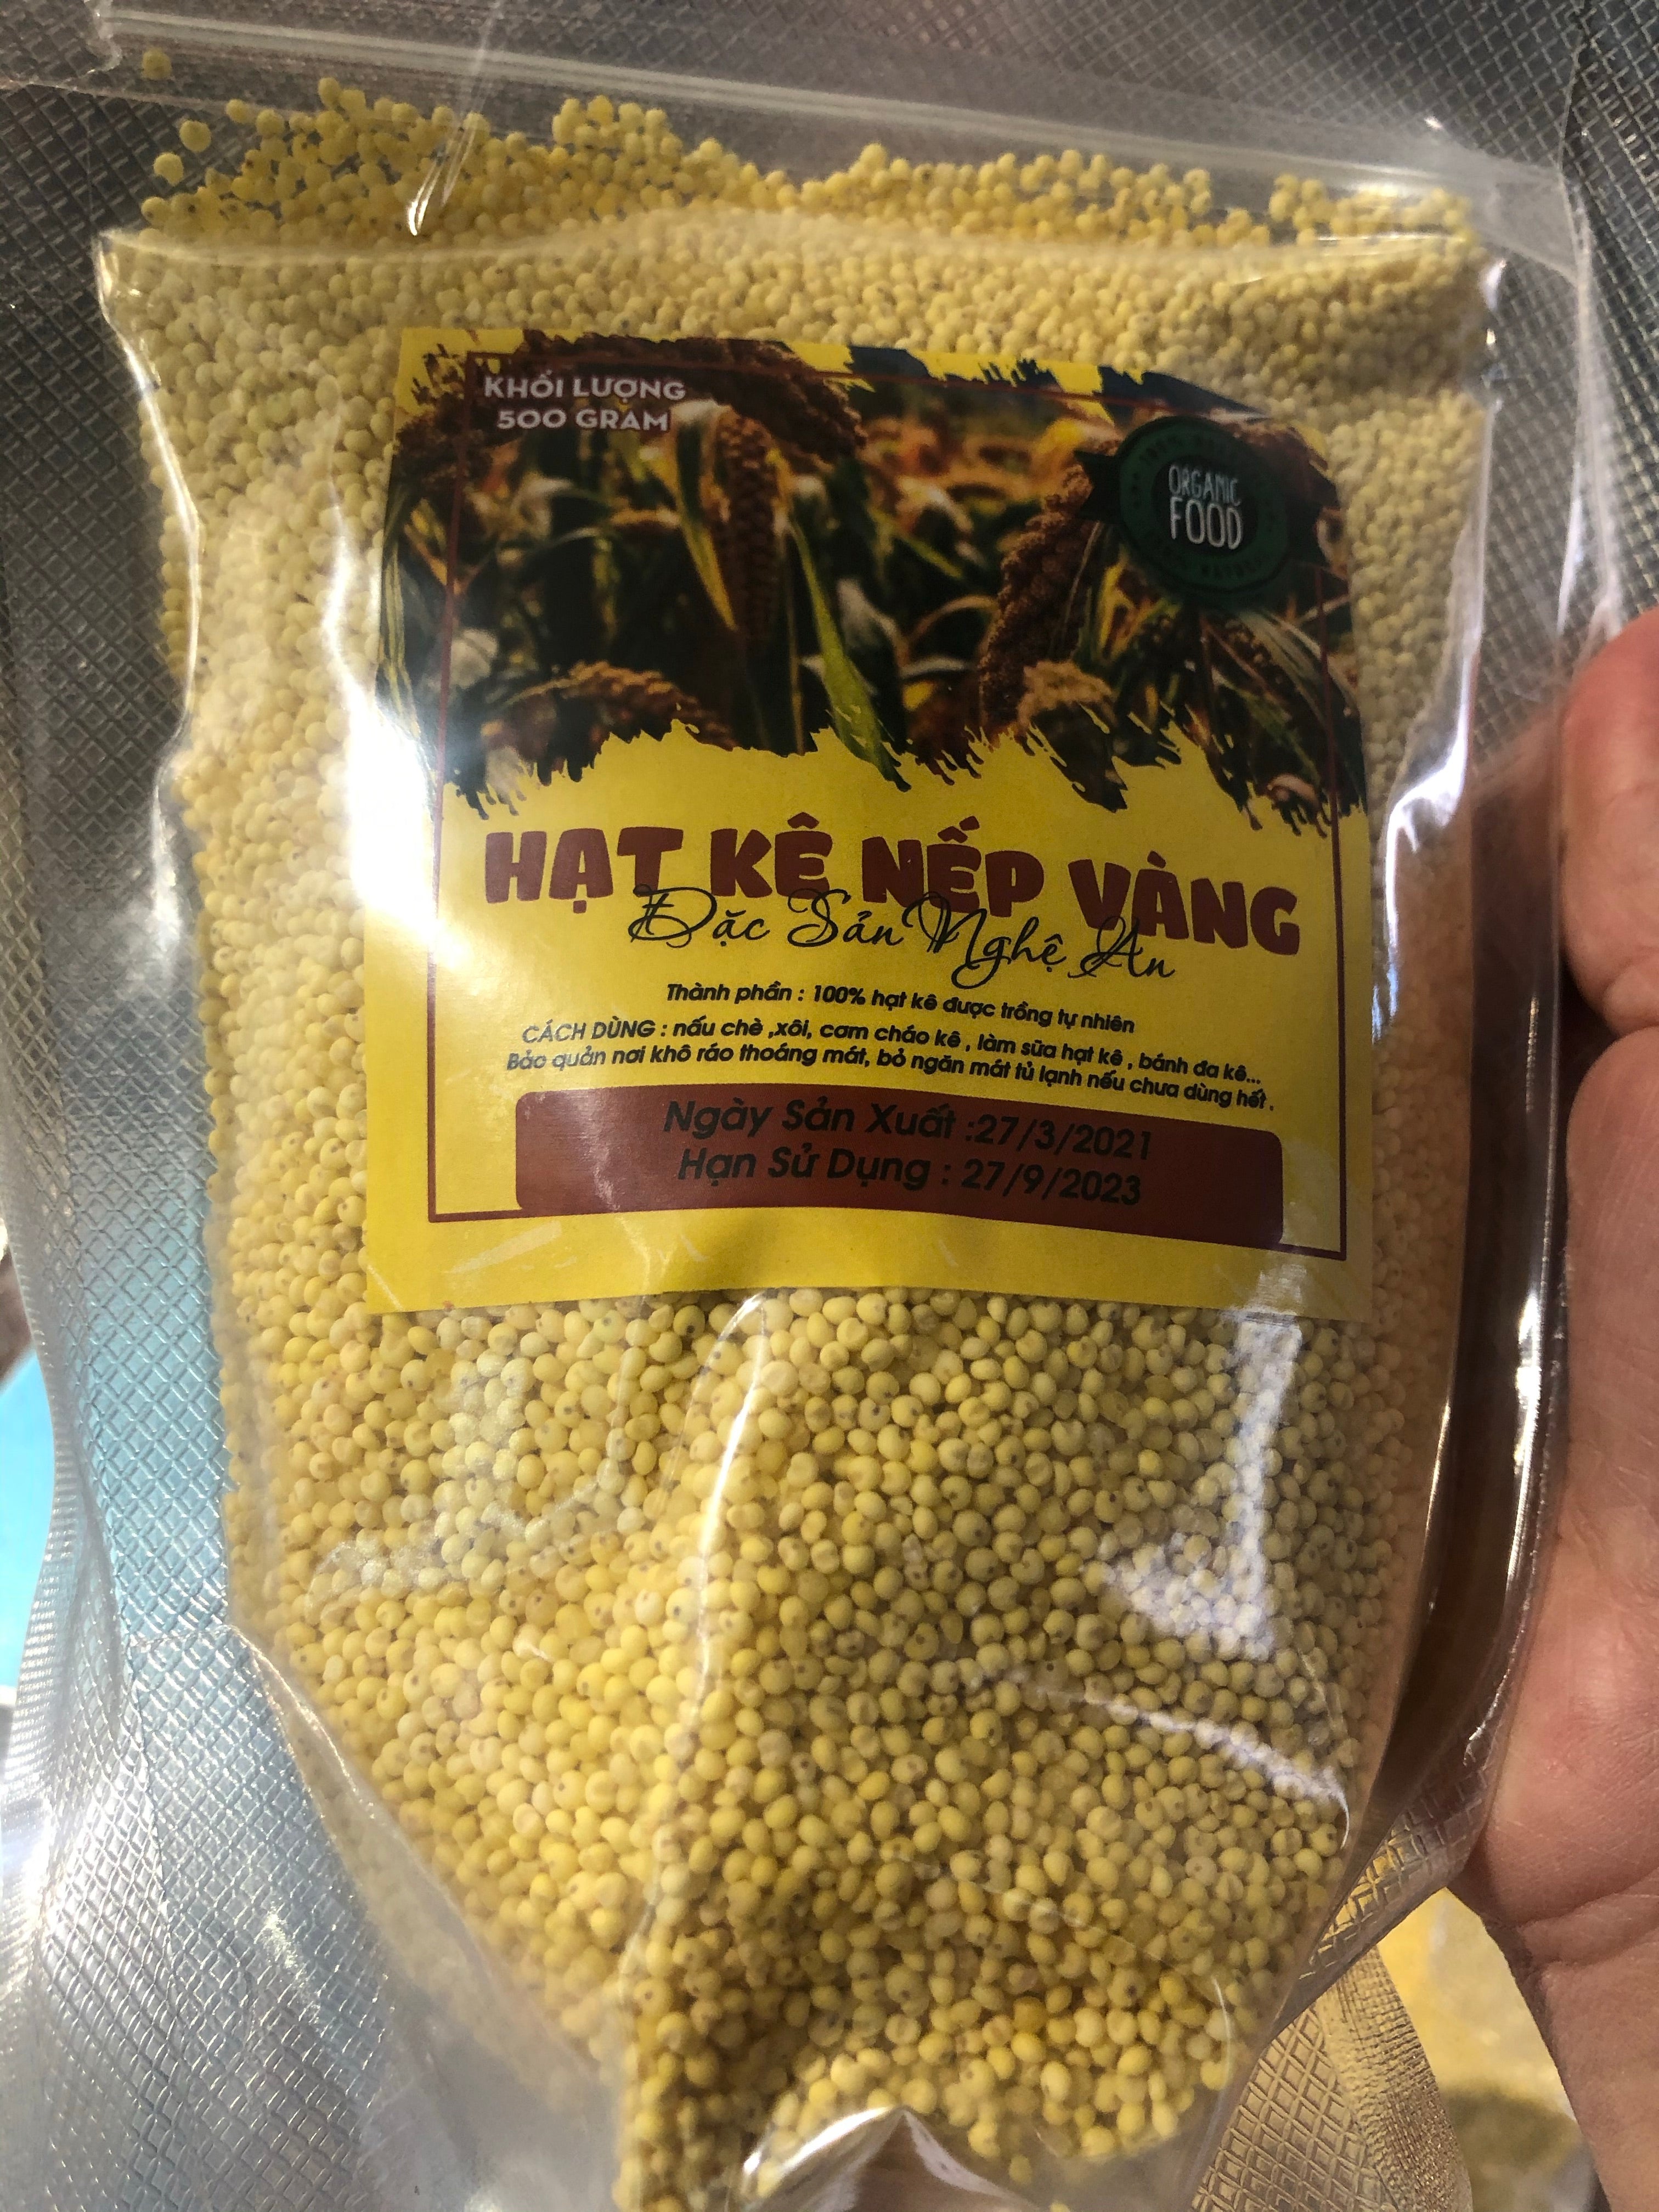 KHỐI LƯỢNG
500 GRAM
ORGANIC
FOOD
HẠT KÊ NẾP VÀNG
Đặc Sản Nghệ An
Thành phần : 100% hạt kê được trồng tự nhiên
CÁCH DÙNG : nấu chè ,xôi, cơm cháo kê , làm sữa hạt kê , bánh đa kê...
Bảo quản nơi khô ráo thoáng mát, bỏ ngăn mát tủ lạnh nếu chưa dùng hết .
Ngày Sản Xuất :27/3/2021
Hạn Sử Dụng : 27/9/2023